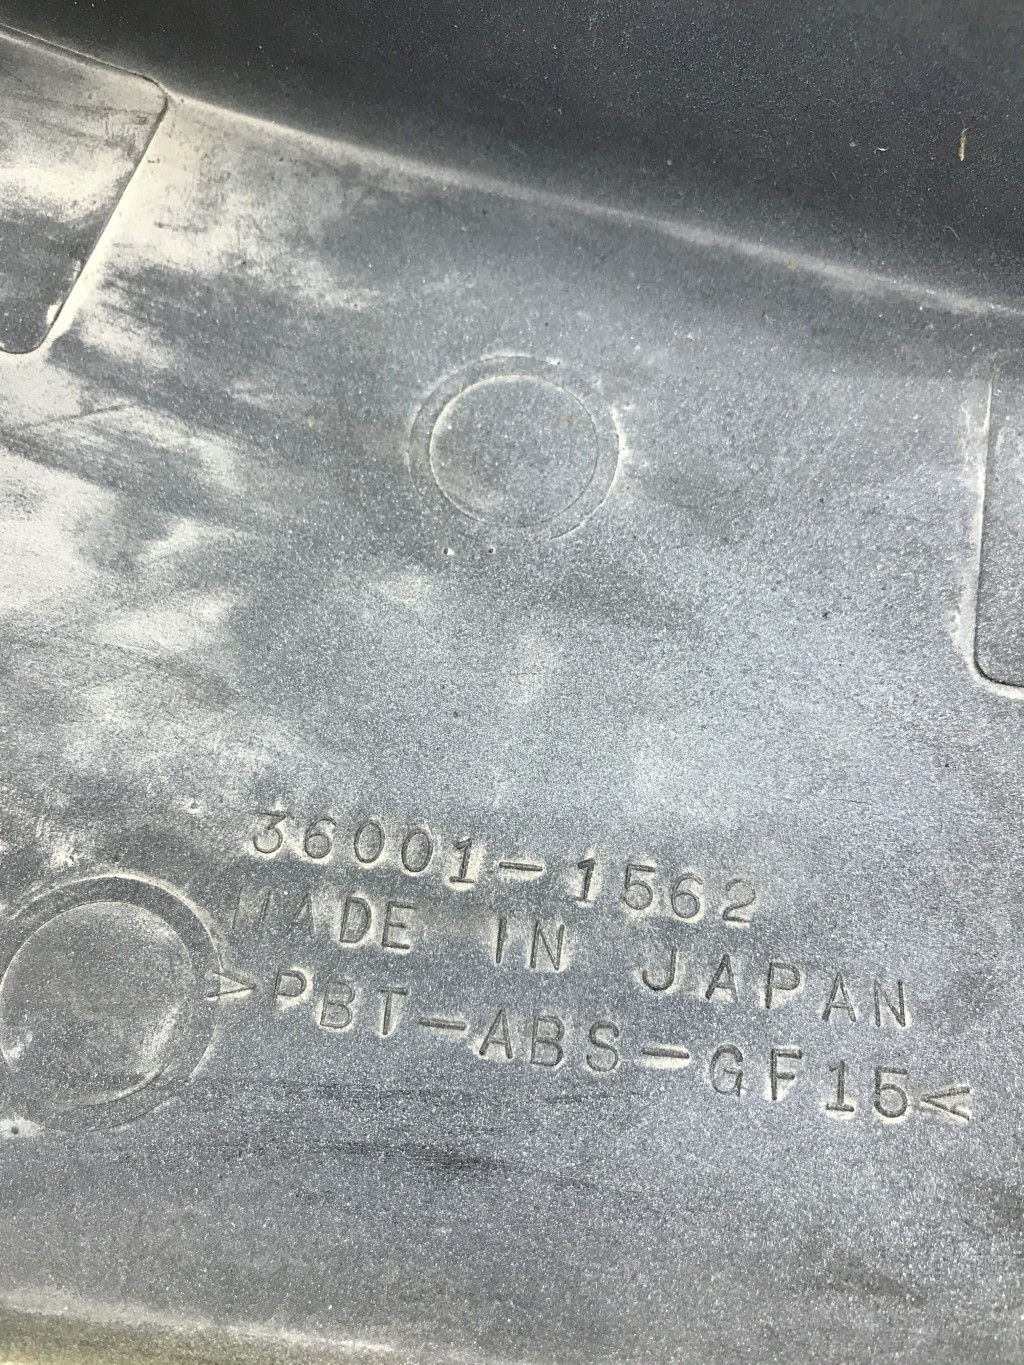 36001-1562
MADE IN JAPAN
>PBT-ABS-GF15<